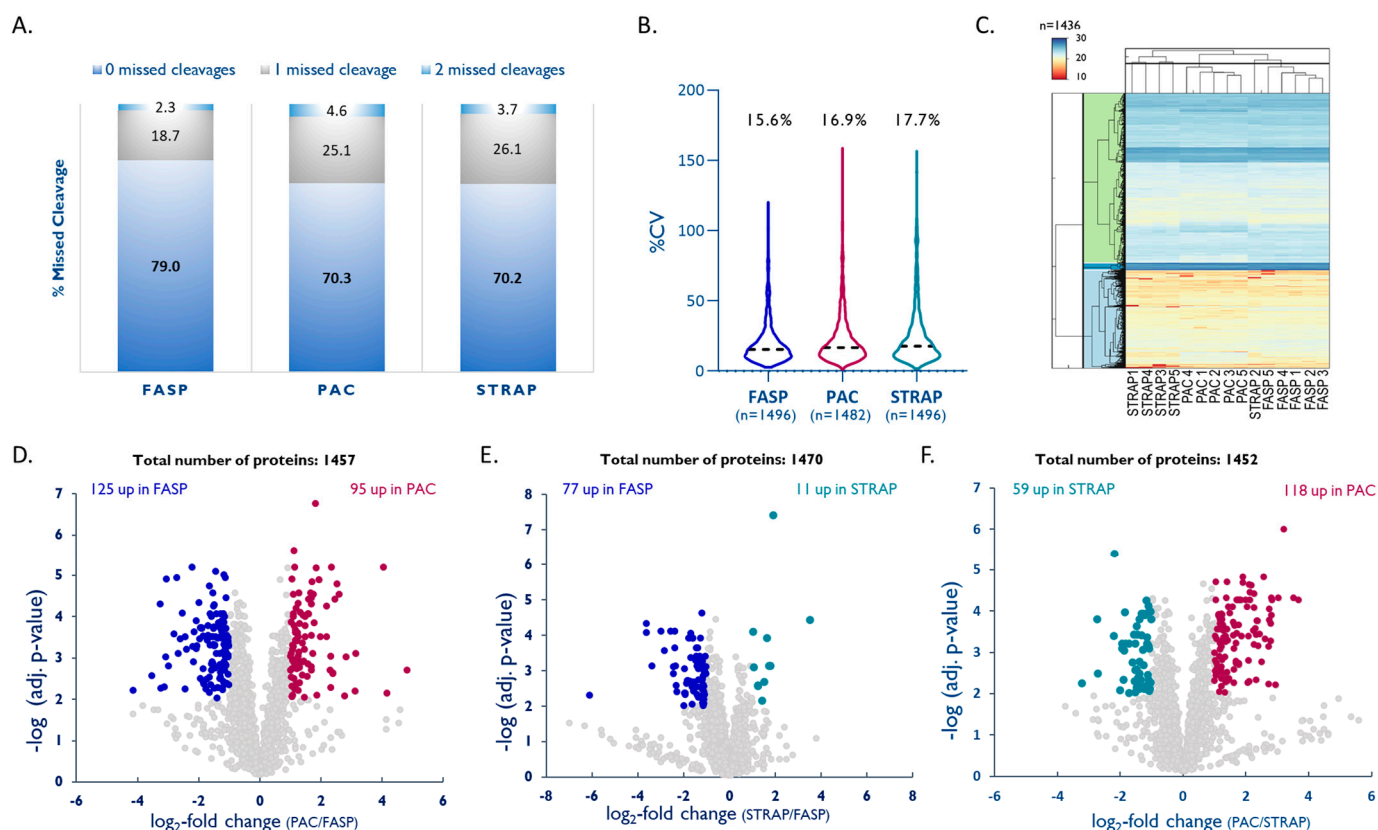 A.
0 missed cleavages 1 missed cleavage 2 missed cleavages
% Missed Cleavage
2.3
18.7
79.0
FASP
4.6
25.1
70.3
PAC
3.7
26.1
70.2
STRAP
B.
%CV
200
150
100
50
0
15.6% 16.9% 17.7%
FASP PAC STRAP
(n=1496) (n=1482) (n=1496)
C.
n=1436
30
20
10
STRAP1
STRAP4
STRAP3
STRAP5
PAC 4
PAC 1
PAC 2
PAC 3
PAC 5
STRAP 2
FASP 5
FASP 4
FASP 1
FASP 2
FASP 3
D.
Total number of proteins: 1457
125 up in FASP 95 up in PAC
-log (adj. p-value)
7
6
5
4
3
2
1
0
-6 -4 -2 0 2 4 6
log2-fold change (PAC/FASP)
E.
Total number of proteins: 1470
77 up in FASP 11 up in STRAP
-log (adj. p-value)
8
7
6
5
4
3
2
1
0
-8 -6 -4 -2 0 2 4 6 8
log2-fold change (STRAP/FASP)
F.
Total number of proteins: 1452
59 up in STRAP 118 up in PAC
-log (adj. p-value)
7
6
5
4
3
2
1
0
-6 -4 -2 0 2 4 6
log2-fold change (PAC/STRAP)